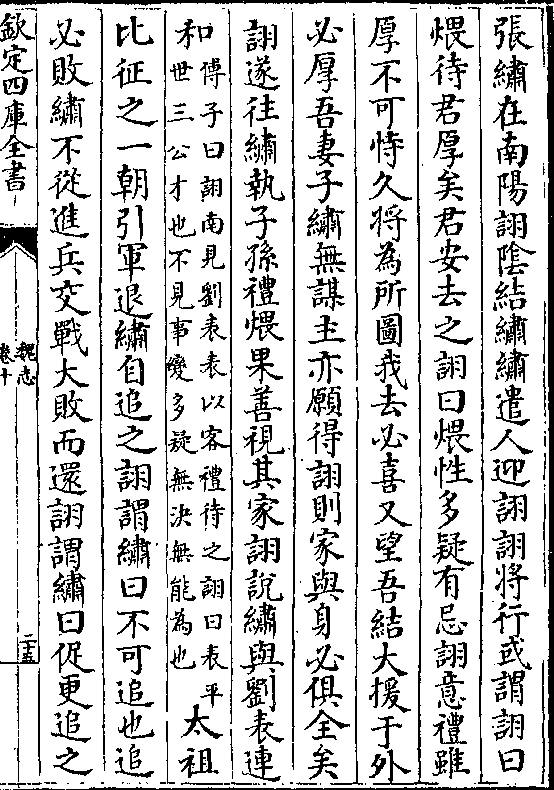 張繡在南陽詡陰結繡繡遣人迎詡詡將行或謂詡曰
煨待君厚矣君安去之詡曰煨性多疑有忌詡意禮雖
厚不可恃久將為所圖我去必喜又望吾結大援于外
必厚吾妻子繡無謀主亦願得詡則家與身必俱全矣
詡遂往繡執子孫禮煨果善視其家詡說繡與劉表連
和傅子曰詡南見劉表表以客禮待之詡曰表平
世三公才也不見事變多疑無決無能為也太祖
比征之一朝引軍退繡自追之詡謂繡曰不可追也追
必敗繡不從進兵交戰大敗而還詡謂繡曰促更追之
欽定四庫全書
魏志
卷十
二十五